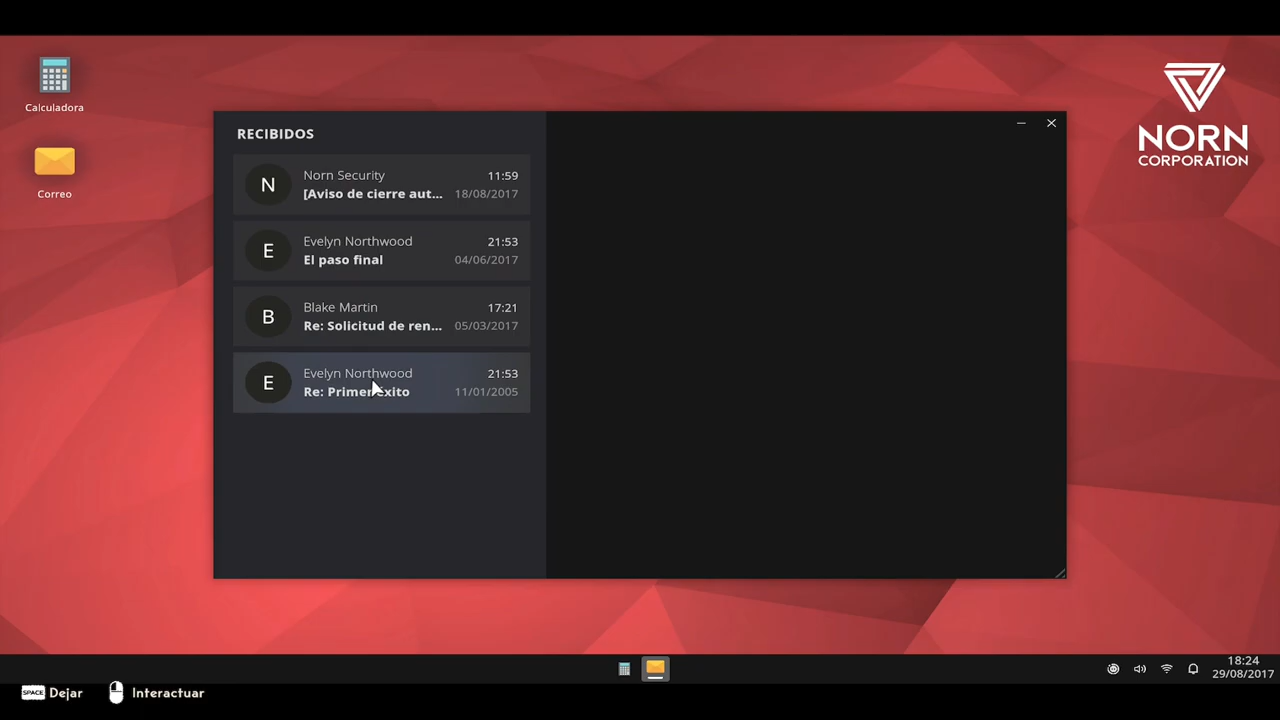 Calculadora
Correo
NORN
CORPORATION
RECIBIDOS
N
Norn Security 11:59
[Aviso de cierre aut... 18/08/2017
E
Evelyn Northwood 21:53
El paso final 04/06/2017
B
Blake Martin 17:21
Re: Solicitud de ren... 05/03/2017
E
Evelyn Northwood 21:53
Re: Primer éxito 11/01/2005
18:24
29/08/2017
SPACE Dejar
Interactuar